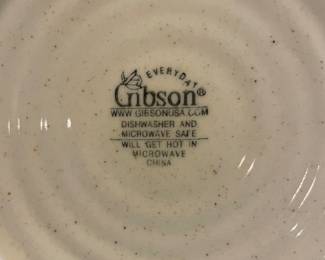 EVERYDAY
Gibson®
WWW.GIBSONUSA.COM
DISHWASHER AND
MICROWAVE SAFE
WILL GET HOT IN
MICROWAVE
CHINA